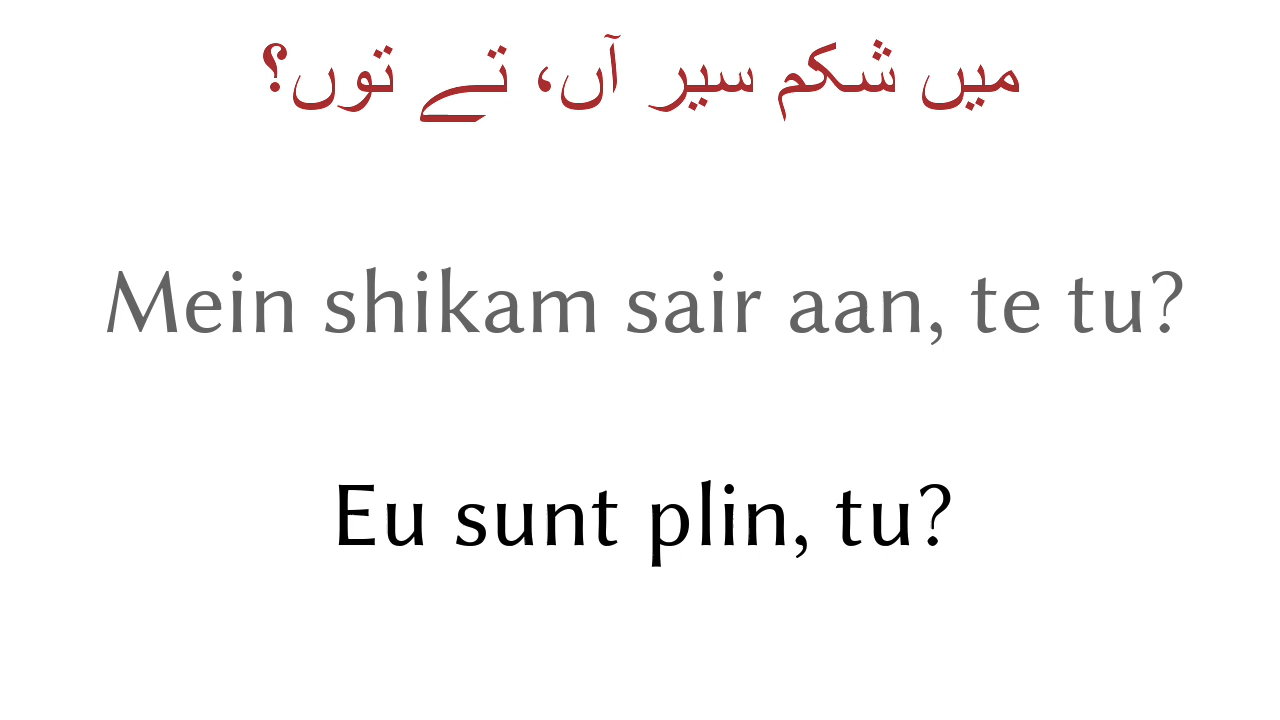 میں شکم سیر آں، تے توں؟
Mein shikam sair aan, te tu?
Eu sunt plin, tu?